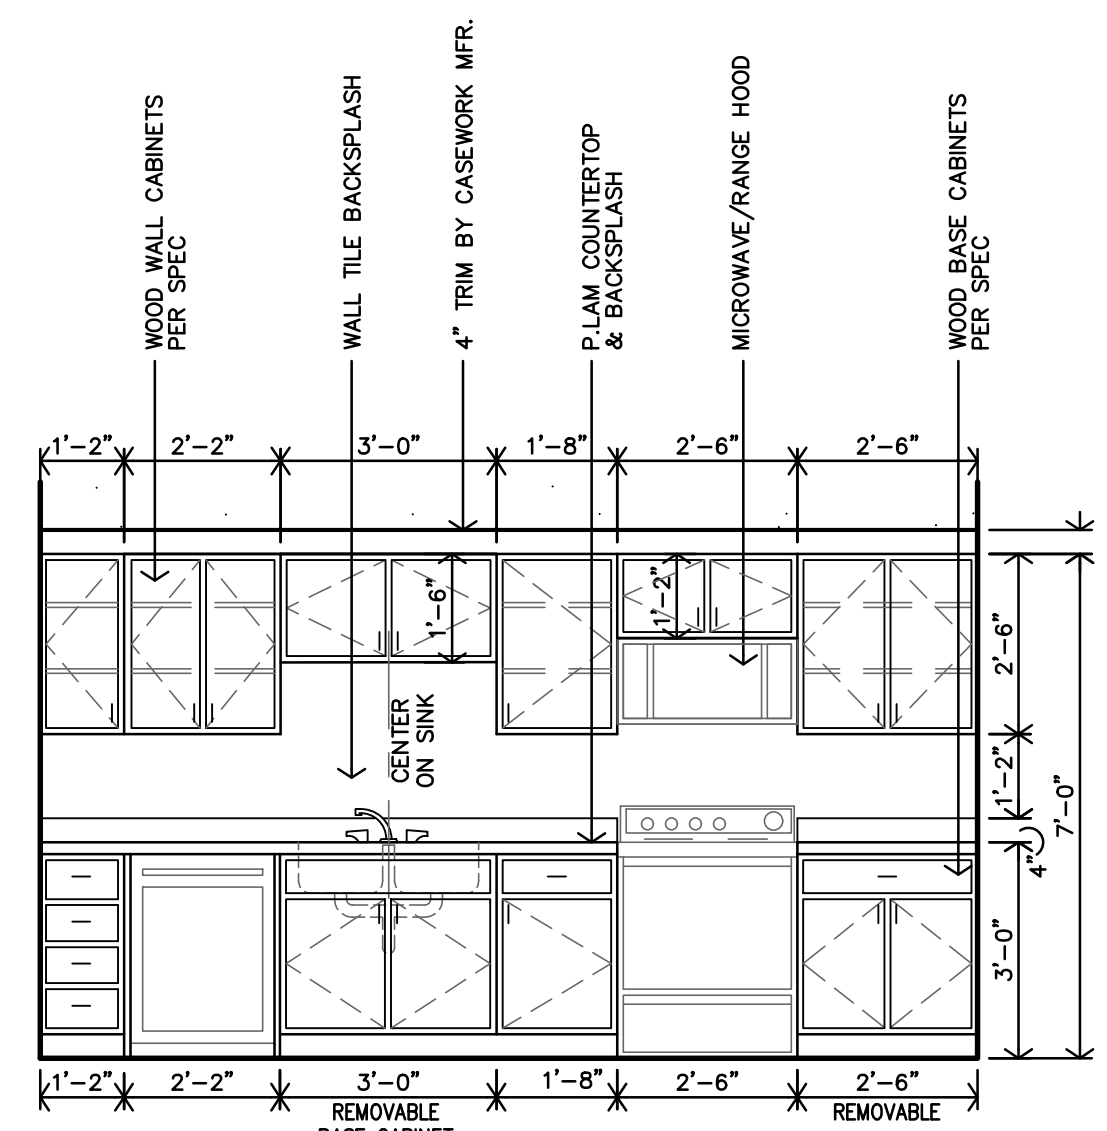 WOOD WALL CABINETS
PER SPEC
WALL TILE BACKSPLASH
4" TRIM BY CASEWORK MFR.
P.LAM COUNTERTOP
& BACKSPLASH
MICROWAVE/RANGE HOOD
WOOD BASE CABINETS
PER SPEC
1'-2"
2'-2"
3'-0"
1'-8"
2'-6"
2'-6"
1'-6"
1'-2"
2'-6"
CENTER
ON SINK
1'-2"
7'-0"
4"
3'-0"
1'-2"
2'-2"
3'-0"
1'-8"
2'-6"
2'-6"
REMOVABLE
REMOVABLE
BASE CABINET